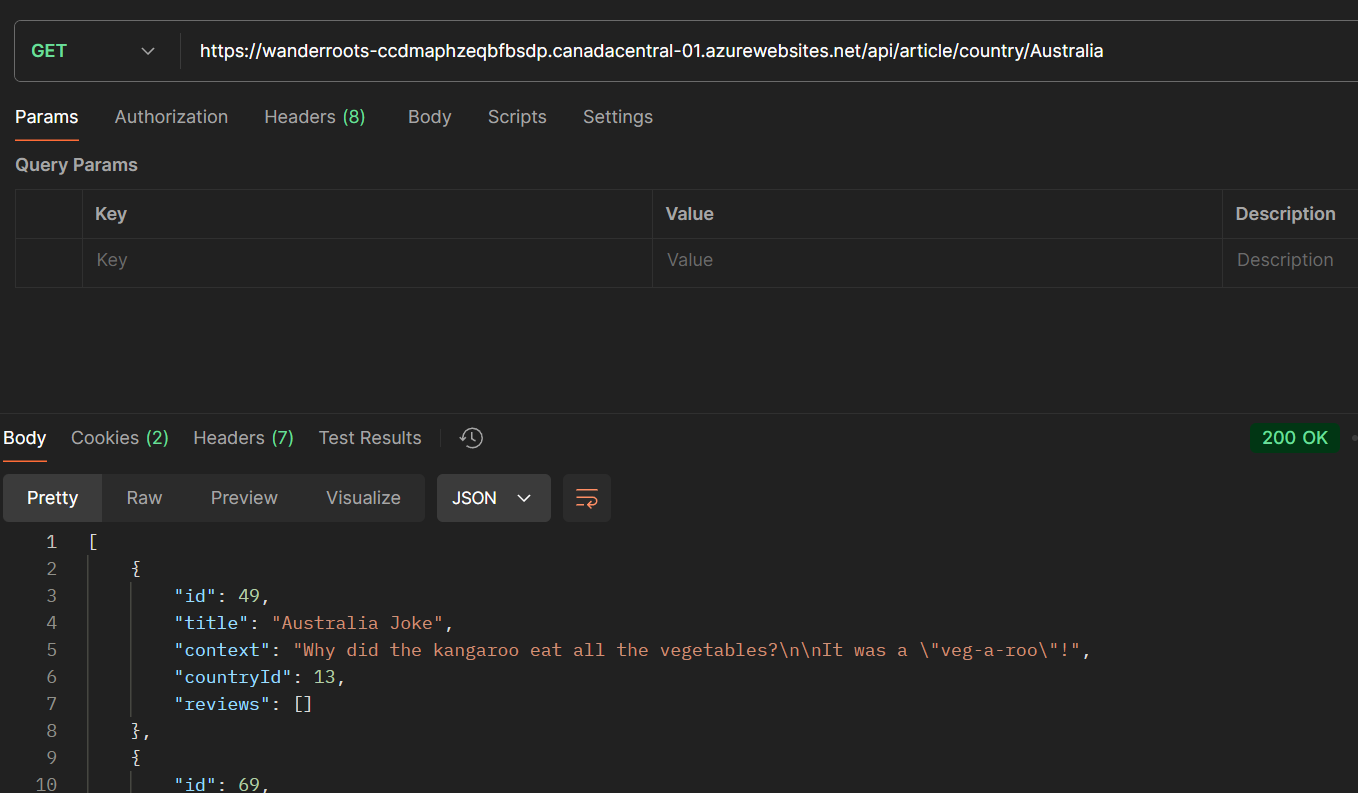 GET https://wanderroots-ccdmaphzeqbfbsdp.canadacentral-01.azurewebsites.net/api/article/country/Australia
Params Authorization Headers (8) Body Scripts Settings
Query Params
Key Value Description
Key Value Description
Body Cookies (2) Headers (7) Test Results 200 OK
Pretty Raw Preview Visualize JSON
1 [
2 {
3 "id": 49,
4 "title": "Australia Joke",
5 "context": "Why did the kangaroo eat all the vegetables?\n\nIt was a \"veg-a-roo\"!",
6 "countryId": 13,
7 "reviews": []
8 },
9 {
10 "id": 69,